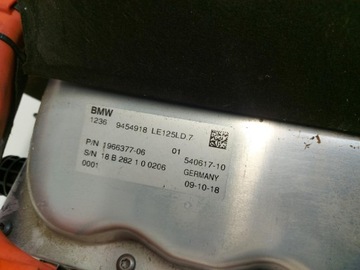 BMW
1236 9454918 LE125LD.7
P/N 1966377-06 01 540617-10
S/N 18 B 282 1 0 0206 GERMANY
0001 09-10-18